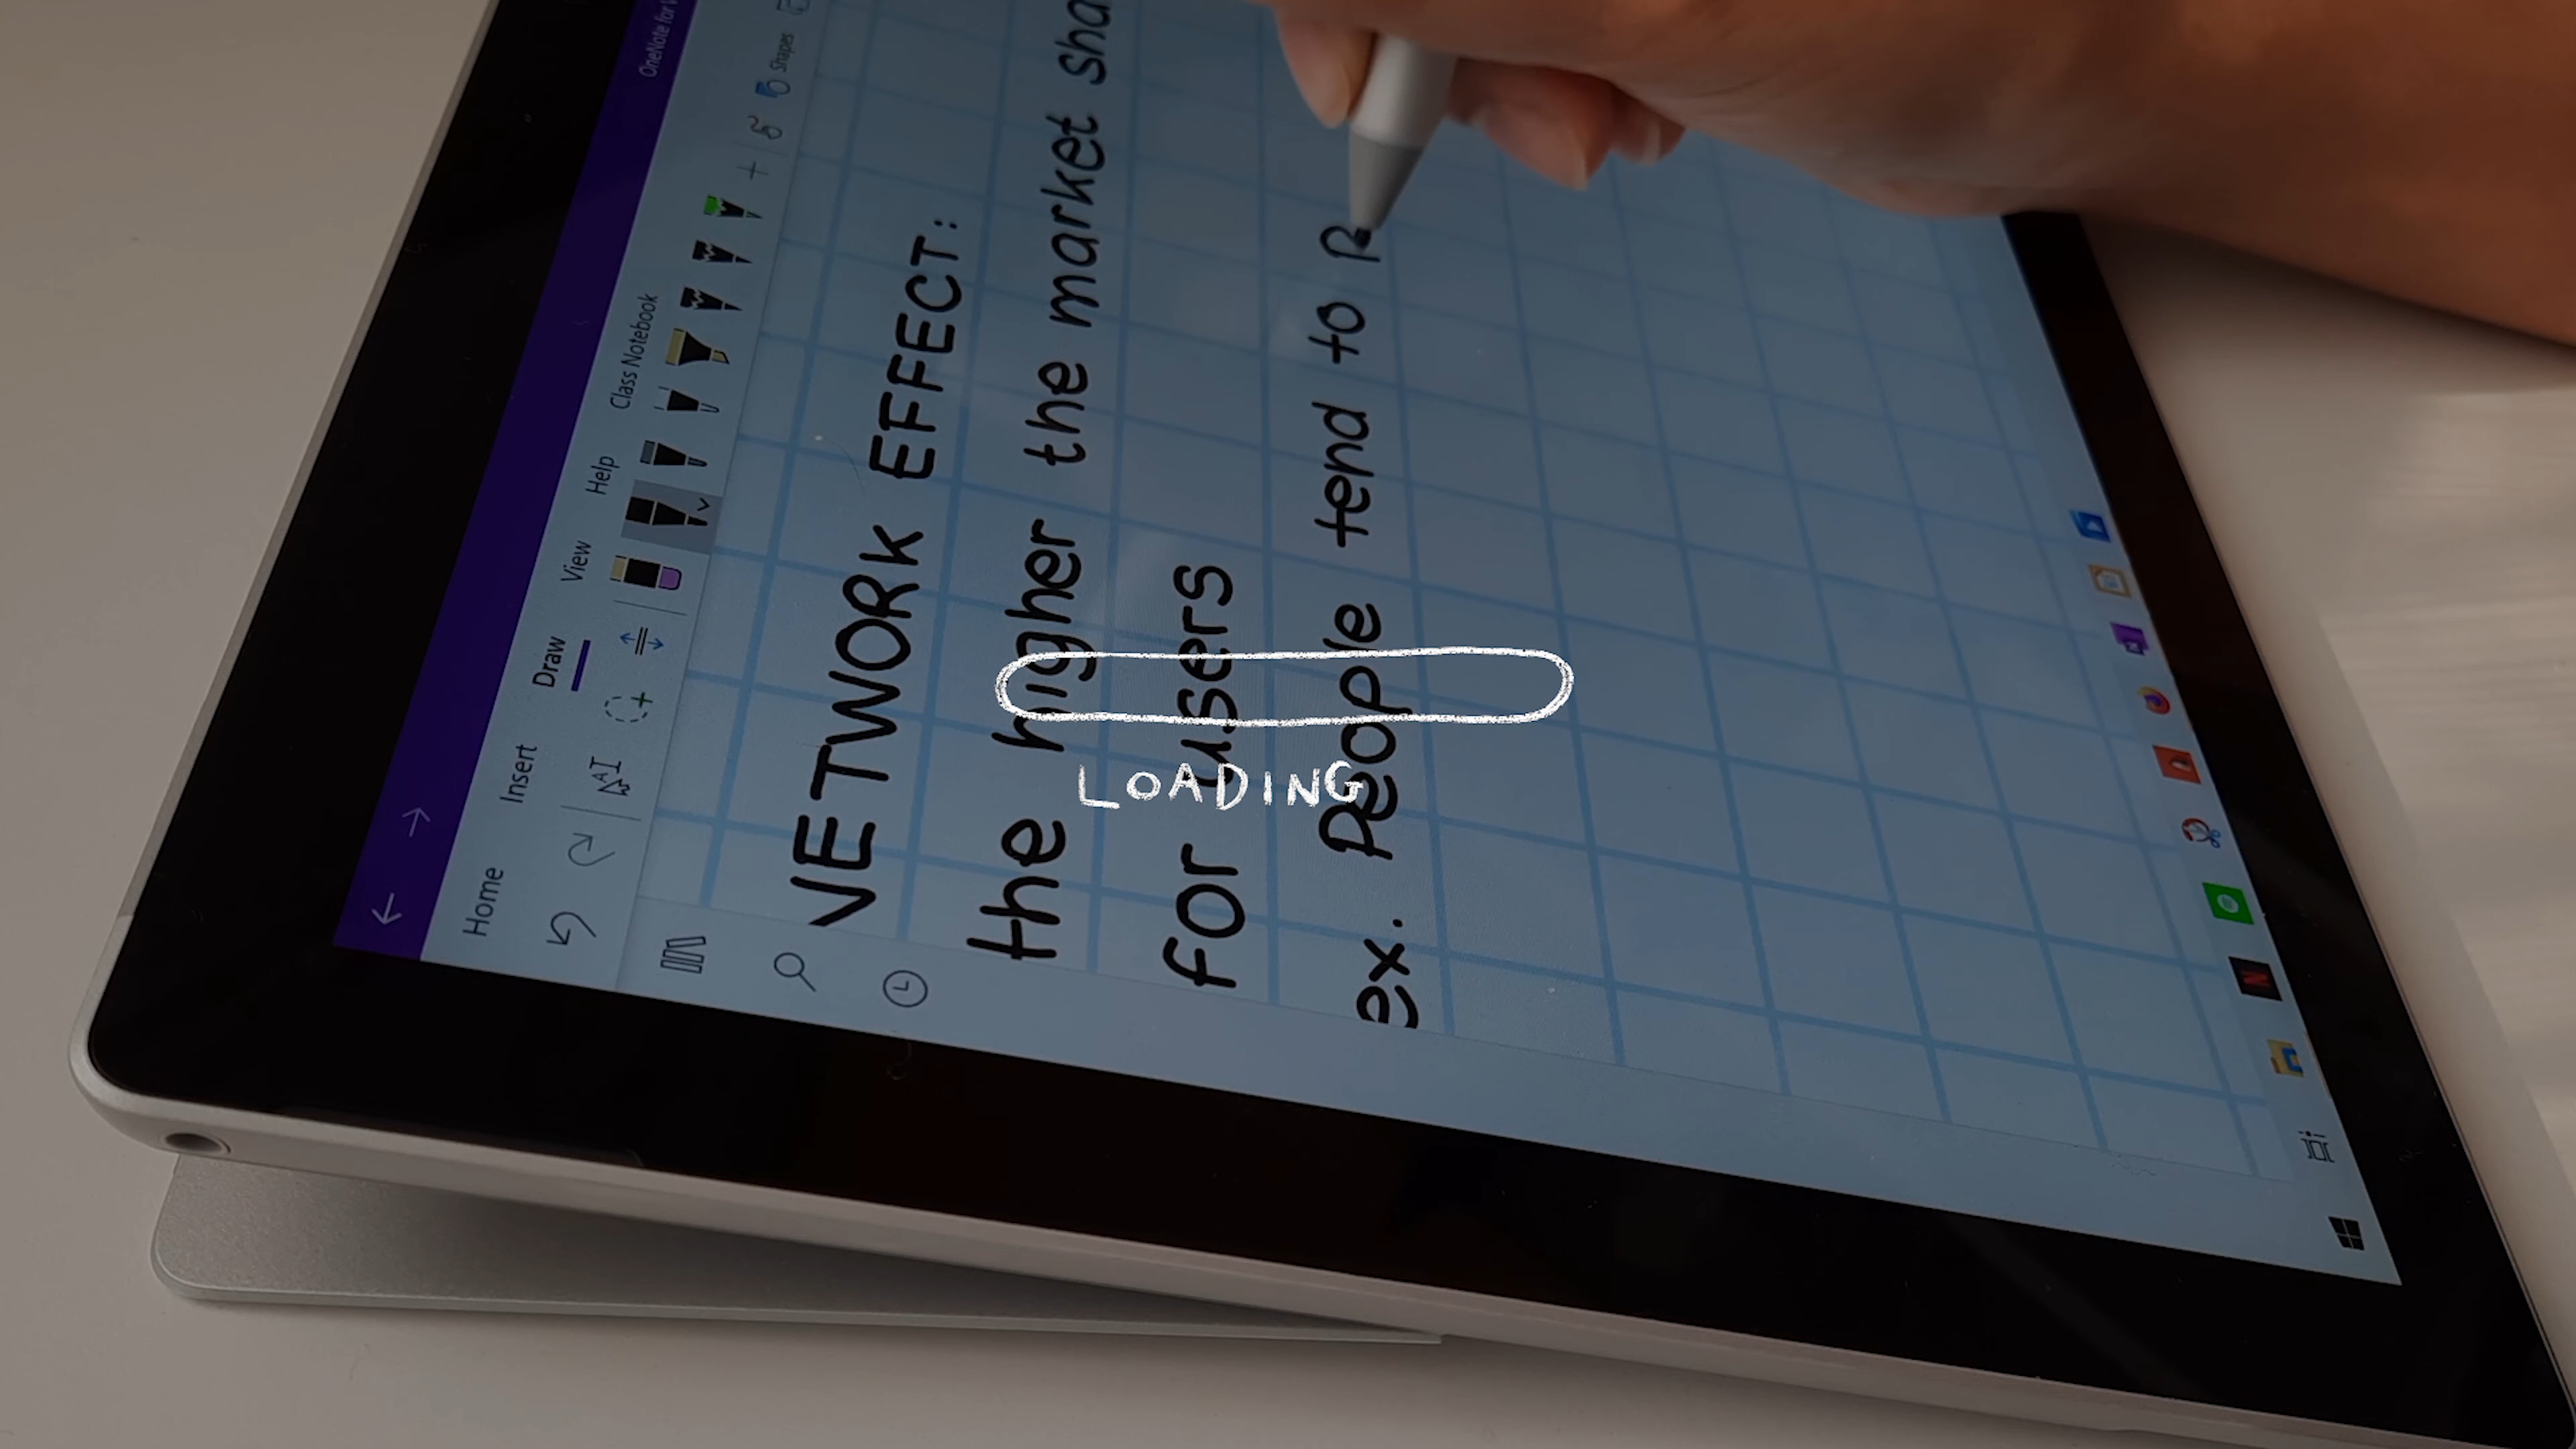 OneNote for
Home Insert Draw View Help Class Notebook
Shapes
NETWORK EFFECT:
the higher the market sha
for users
ex. People tend to
LOADING